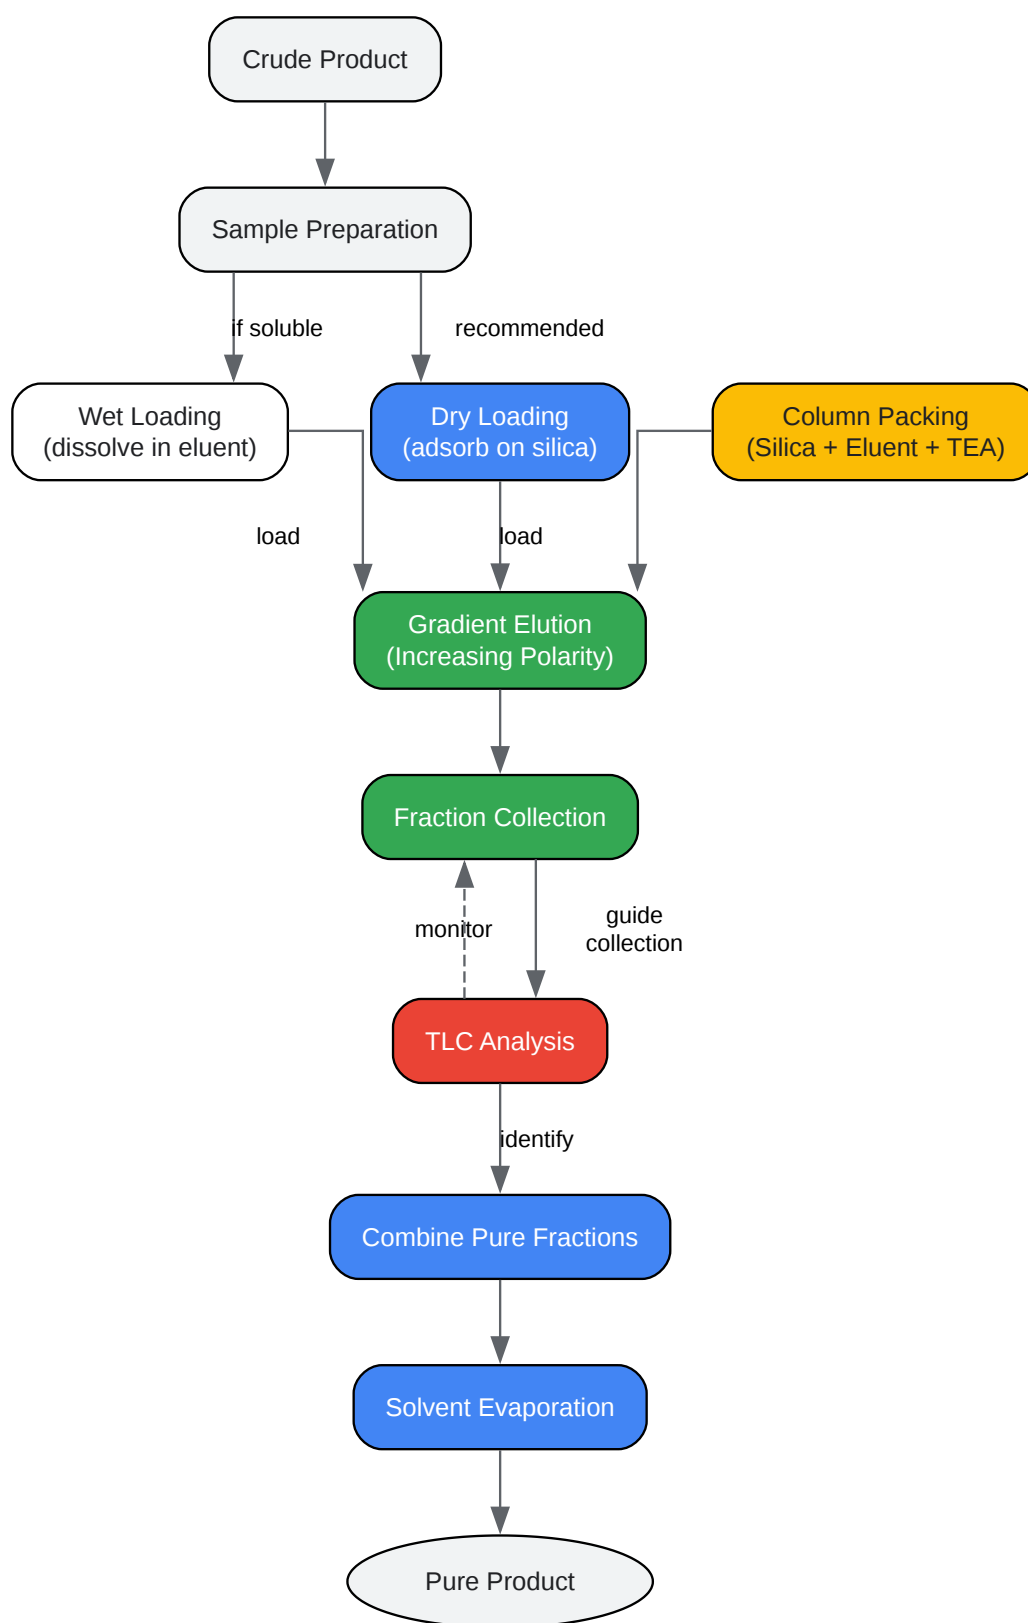 Crude Product
Sample Preparation
if soluble
recommended
Wet Loading
(dissolve in eluent)
Dry Loading
(adsorb on silica)
Column Packing
(Silica + Eluent + TEA)
load
load
Gradient Elution
(Increasing Polarity)
Fraction Collection
monitor
guide
collection
TLC Analysis
identify
Combine Pure Fractions
Solvent Evaporation
Pure Product